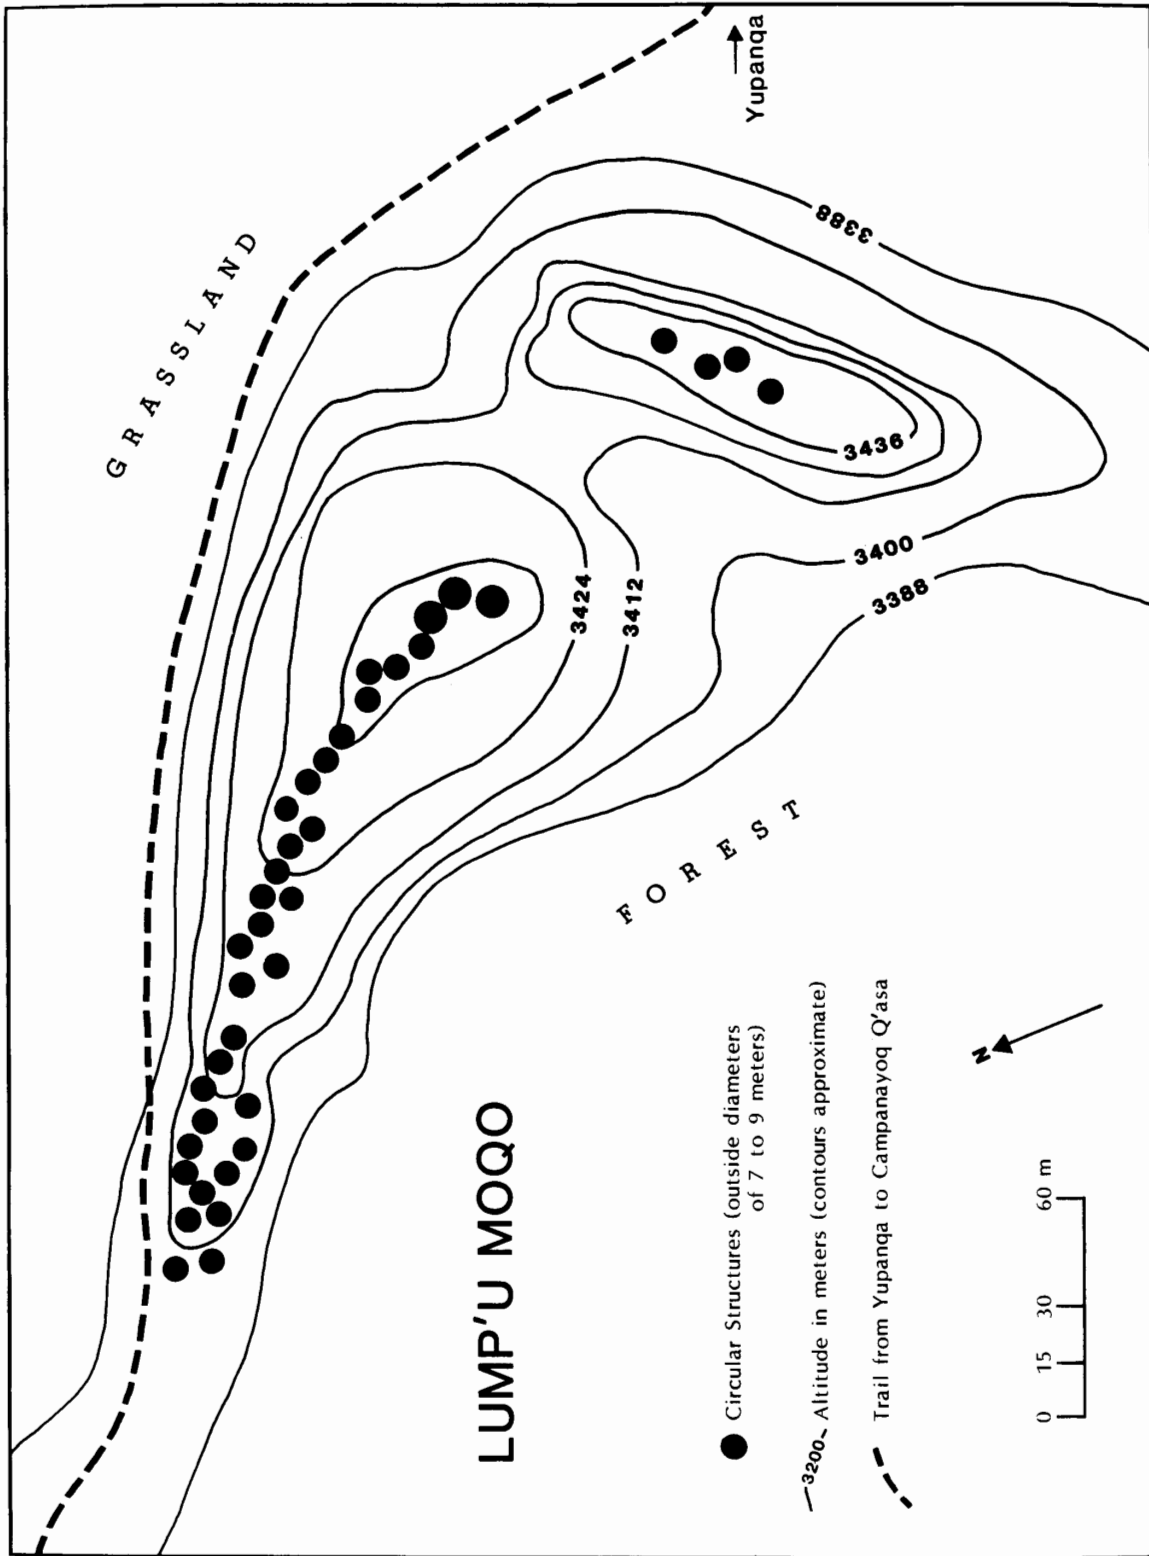 GRASSLAND
Yupanqa
3388
3436
3424
3412
3400
3388
FOREST
LUMP'U MOQO
Circular Structures (outside diameters
of 7 to 9 meters)
3200 Altitude in meters (contours approximate)
Trail from Yupanqa to Campanayoq Q'asa
N
0 15 30 60 m